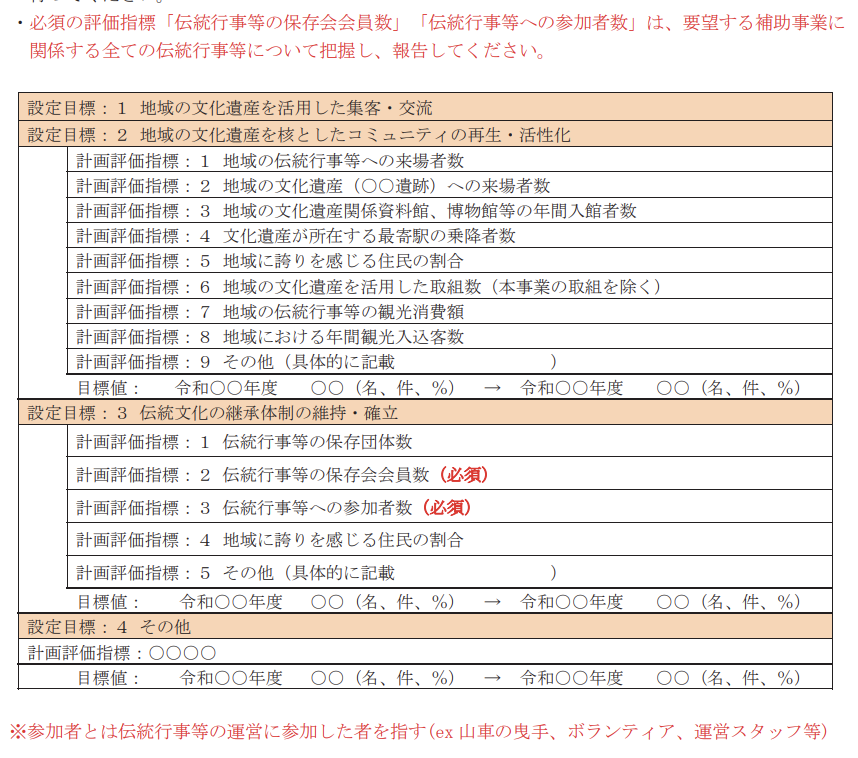 ・必須の評価指標「伝統行事等の保存会会員数」「伝統行事等への参加者数」は、要望する補助事業に
関係する全ての伝統行事等について把握し、報告してください。
設定目標：１ 地域の文化遺産を活用した集客・交流
設定目標：２ 地域の文化遺産を核としたコミュニティの再生・活性化
計画評価指標：１ 地域の伝統行事等への来場者数
計画評価指標：２ 地域の文化遺産（〇〇遺跡）への来場者数
計画評価指標：３ 地域の文化遺産関係資料館、博物館等の年間入館者数
計画評価指標：４ 文化遺産が所在する最寄駅の乗降者数
計画評価指標：５ 地域に誇りを感じる住民の割合
計画評価指標：６ 地域の文化遺産を活用した取組数（本事業の取組を除く）
計画評価指標：７ 地域の伝統行事等の観光消費額
計画評価指標：８ 地域における年間観光入込客数
計画評価指標：９ その他（具体的に記載　　　　　　　　　）
目標値：　令和〇〇年度　〇〇（名、件、％）　→　令和〇〇年度　〇〇（名、件、％）
設定目標：３ 伝統文化の継承体制の維持・確立
計画評価指標：１ 伝統行事等の保存団体数
計画評価指標：２ 伝統行事等の保存会会員数（必須）
計画評価指標：３ 伝統行事等への参加者数（必須）
計画評価指標：４ 地域に誇りを感じる住民の割合
計画評価指標：５ その他（具体的に記載　　　　　　　　　）
目標値：　令和〇〇年度　〇〇（名、件、％）　→　令和〇〇年度　〇〇（名、件、％）
設定目標：４ その他
計画評価指標：〇〇〇〇
目標値：　令和〇〇年度　〇〇（名、件、％）　→　令和〇〇年度　〇〇（名、件、％）
※参加者とは伝統行事等の運営に参加した者を指す(ex 山車の曳手、ボランティア、運営スタッフ等)